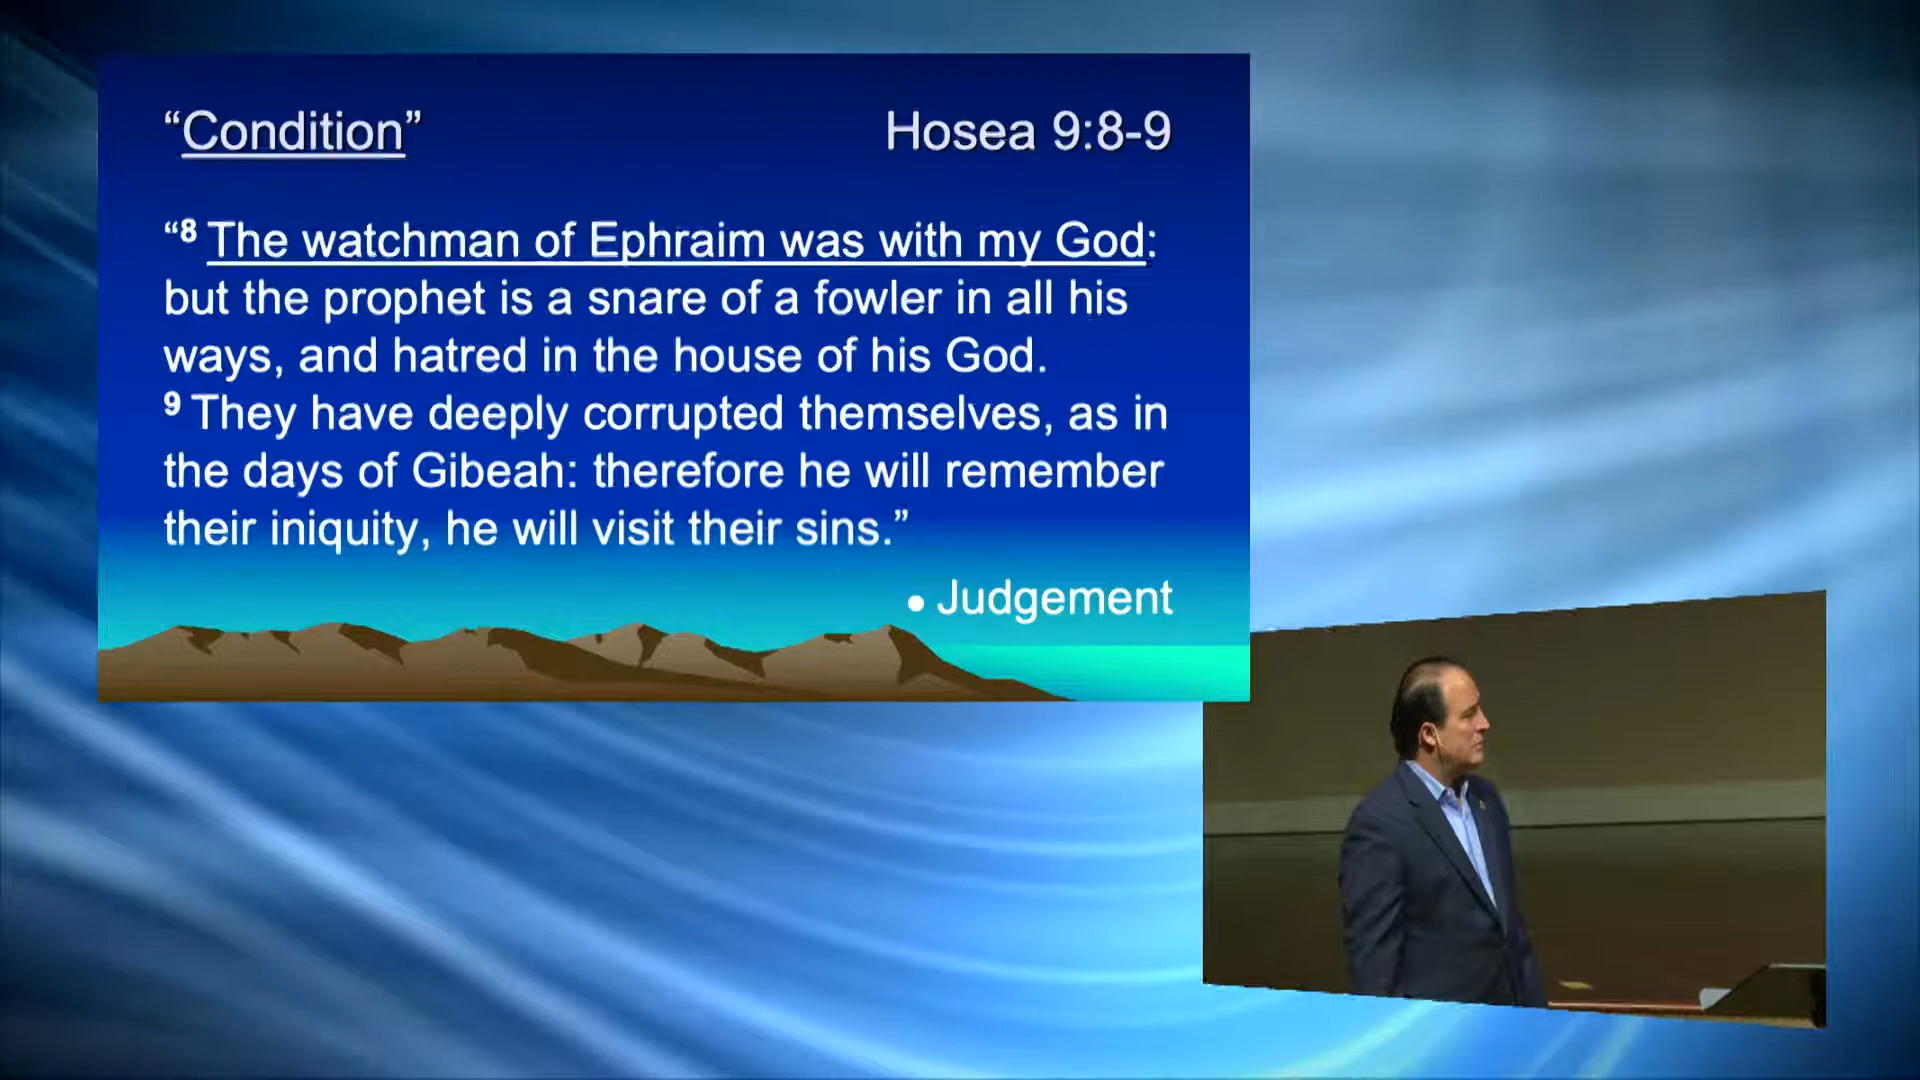 “Condition” Hosea 9:8-9
“8 The watchman of Ephraim was with my God:
but the prophet is a snare of a fowler in all his
ways, and hatred in the house of his God.
9 They have deeply corrupted themselves, as in
the days of Gibeah: therefore he will remember
their iniquity, he will visit their sins.”
• Judgement